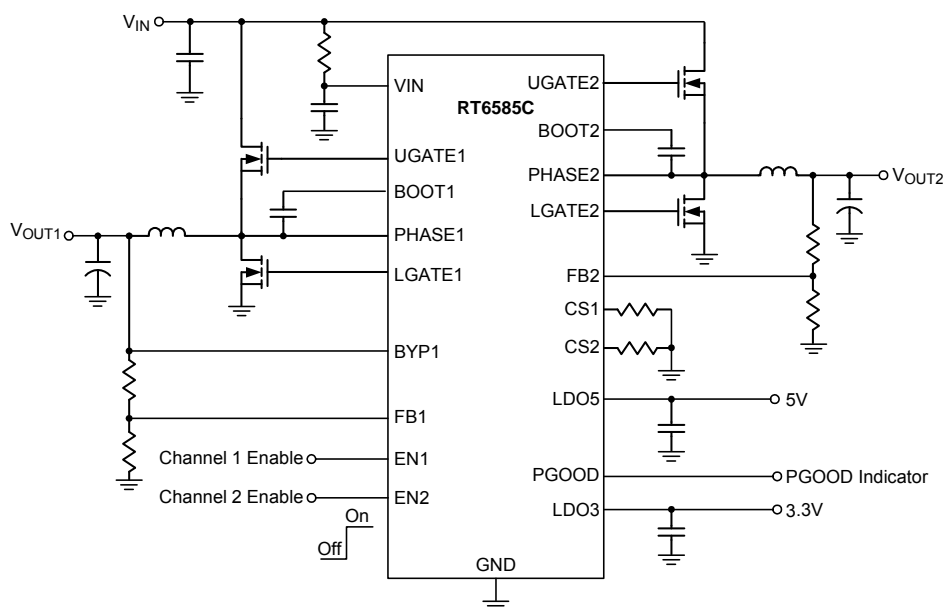 VIN
VIN
RT6585C
UGATE2
BOOT2
UGATE1
PHASE2
VOUT2
BOOT1
LGATE2
VOUT1
PHASE1
LGATE1
FB2
CS1
BYP1
CS2
LDO5
5V
FB1
Channel 1 Enable
EN1
PGOOD
PGOOD Indicator
Channel 2 Enable
EN2
LDO3
3.3V
On
Off
GND